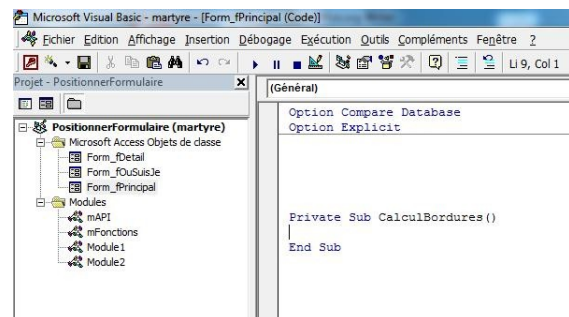 Microsoft Visual Basic - martyre - [Form_fPrincipal (Code)]
Fichier Edition Affichage Insertion Débogage Exécution Outils Compléments Fenêtre ?
Li 9, Col 1
Projet - PositionnerFormulaire
(Général)
PositionnerFormulaire (martyre)
Microsoft Access Objets de classe
Form_fDetail
Form_fOuSuisJe
Form_fPrincipal
Modules
mAPI
mFonctions
Module1
Module2
Option Compare Database
Option Explicit
Private Sub CalculBordures()
End Sub